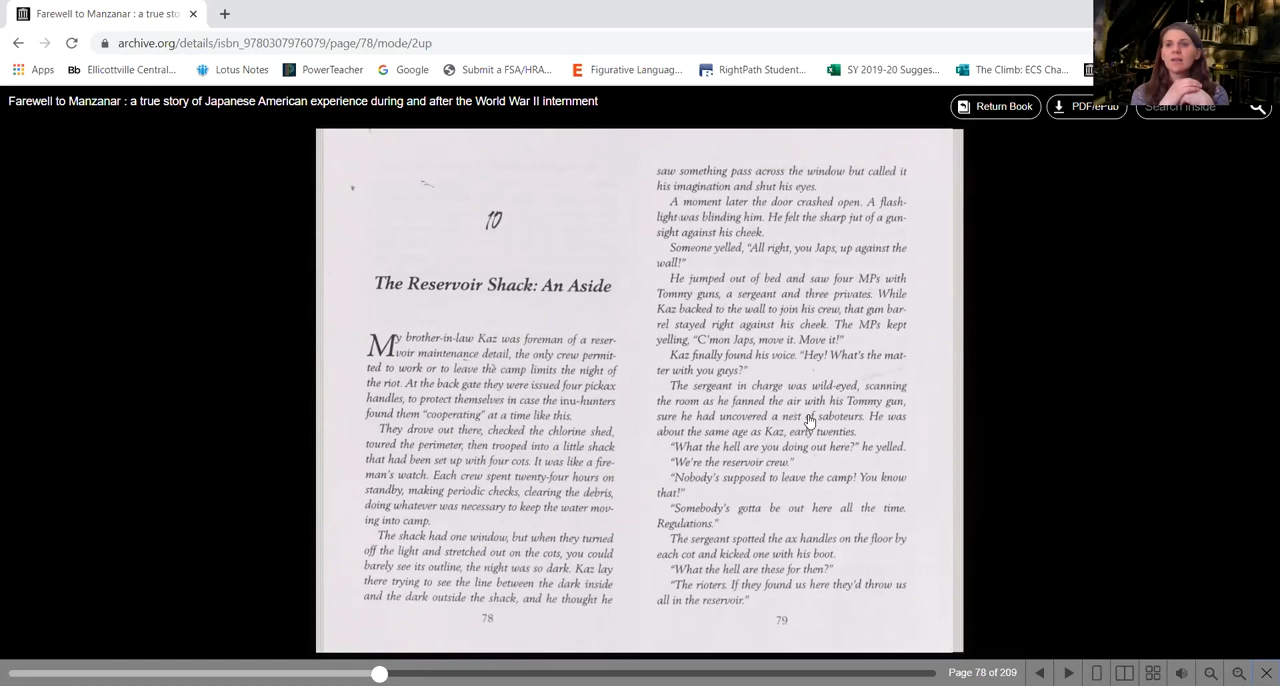 Farewell to Manzanar : a true sto
archive.org/details/isbn_9780307976079/page/78/mode/2up
Apps
Bb Ellicottville Central...
Lotus Notes
PowerTeacher
Google
Submit a FSA/HRA...
Figurative Languag...
RightPath Student...
SY 2019-20 Sugges...
The Climb: ECS Cha...
Farewell to Manzanar : a true story of Japanese American experience during and after the World War II internment
Return Book
PDF/ePub
Search inside
10
The Reservoir Shack: An Aside
My brother-in-law Kaz was foreman of a reser-
voir maintenance detail, the only crew permit-
ted to work or to leave the camp limits the night of
the riot. At the back gate they were issued four pickax
handles, to protect themselves in case the inu-hunters
found them "cooperating" at a time like this.
They drove out there, checked the chlorine shed,
toured the perimeter, then trooped into a little shack
that had been set up with four cots. It was like a fire-
man's watch. Each crew spent twenty-four hours on
standby, making periodic checks, clearing the debris,
doing whatever was necessary to keep the water mov-
ing into camp.
The shack had one window, but when they turned
off the light and stretched out on the cots, you could
barely see its outline, the night was so dark. Kaz lay
there trying to see the line between the dark inside
and the dark outside the shack, and he thought he
78
saw something pass across the window but called it
his imagination and shut his eyes.
A moment later the door crashed open. A flash-
light was blinding him. He felt the sharp jut of a gun-
sight against his cheek.
Someone yelled, "All right, you Japs, up against the
wall!"
He jumped out of bed and saw four MPs with
Tommy guns, a sergeant and three privates. While
Kaz backed to the wall to join his crew, that gun bar-
rel stayed right against his cheek. The MPs kept
yelling, "C'mon Japs, move it. Move it!"
Kaz finally found his voice. "Hey! What's the mat-
ter with you guys?"
The sergeant in charge was wild-eyed, scanning
the room as he fanned the air with his Tommy gun,
sure he had uncovered a nest of saboteurs. He was
about the same age as Kaz, early twenties.
"What the hell are you doing out here?" he yelled.
"We're the reservoir crew."
"Nobody's supposed to leave the camp! You know
that!"
"Somebody's gotta be out here all the time.
Regulations."
The sergeant spotted the ax handles on the floor by
each cot and kicked one with his boot.
"What the hell are these for then?"
"The rioters. If they found us here they'd throw us
all in the reservoir."
79
Page 78 of 209